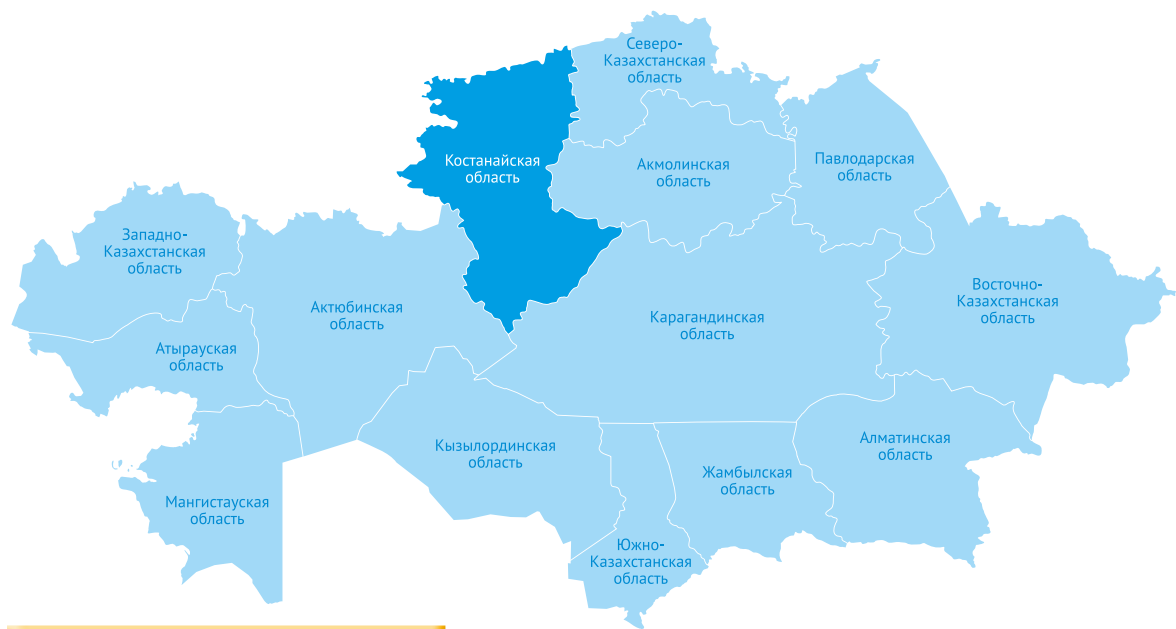 Северо-
Казахстанская
область
Костанайская
область
Акмолинская
область
Павлодарская
область
Западно-
Казахстанская
область
Актюбинская
область
Карагандинская
область
Восточно-
Казахстанская
область
Атырауская
область
Кызылординская
область
Алматинская
область
Жамбылская
область
Мангистауская
область
Южно-
Казахстанская
область